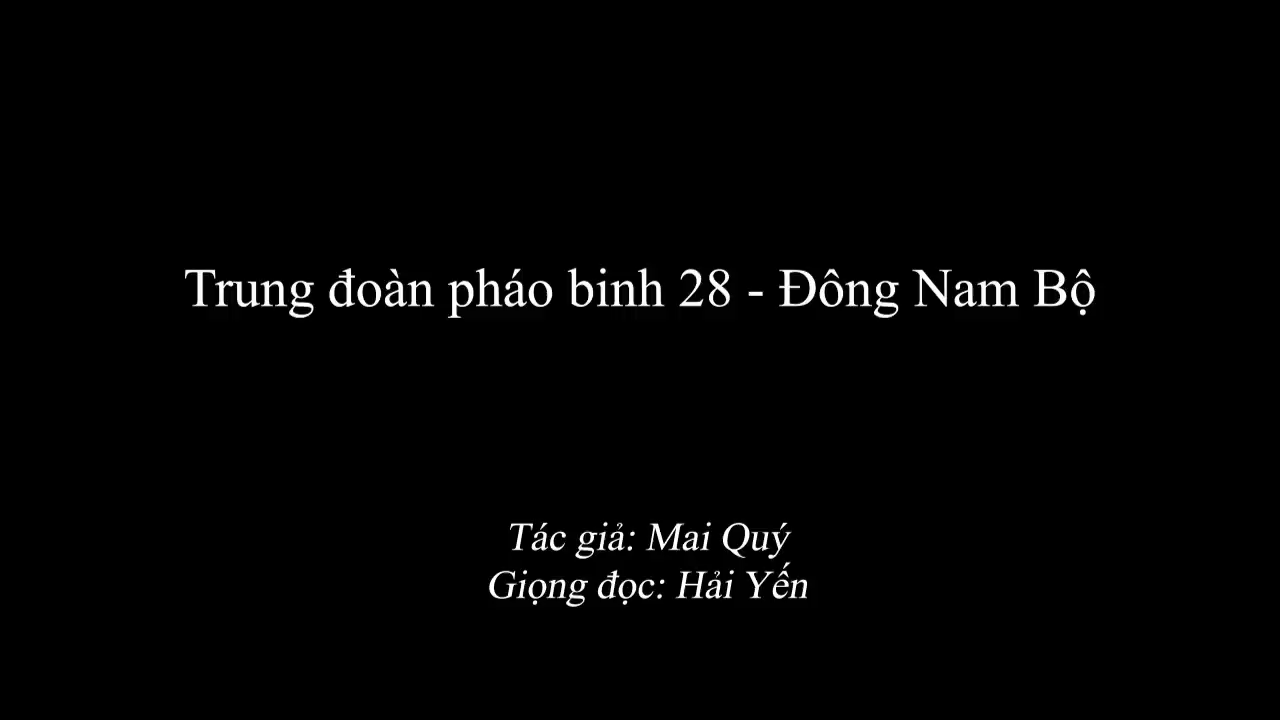 Trung đoàn pháo binh 28 - Đông Nam Bộ
Tác giả: Mai Quý
Giọng đọc: Hải Yến